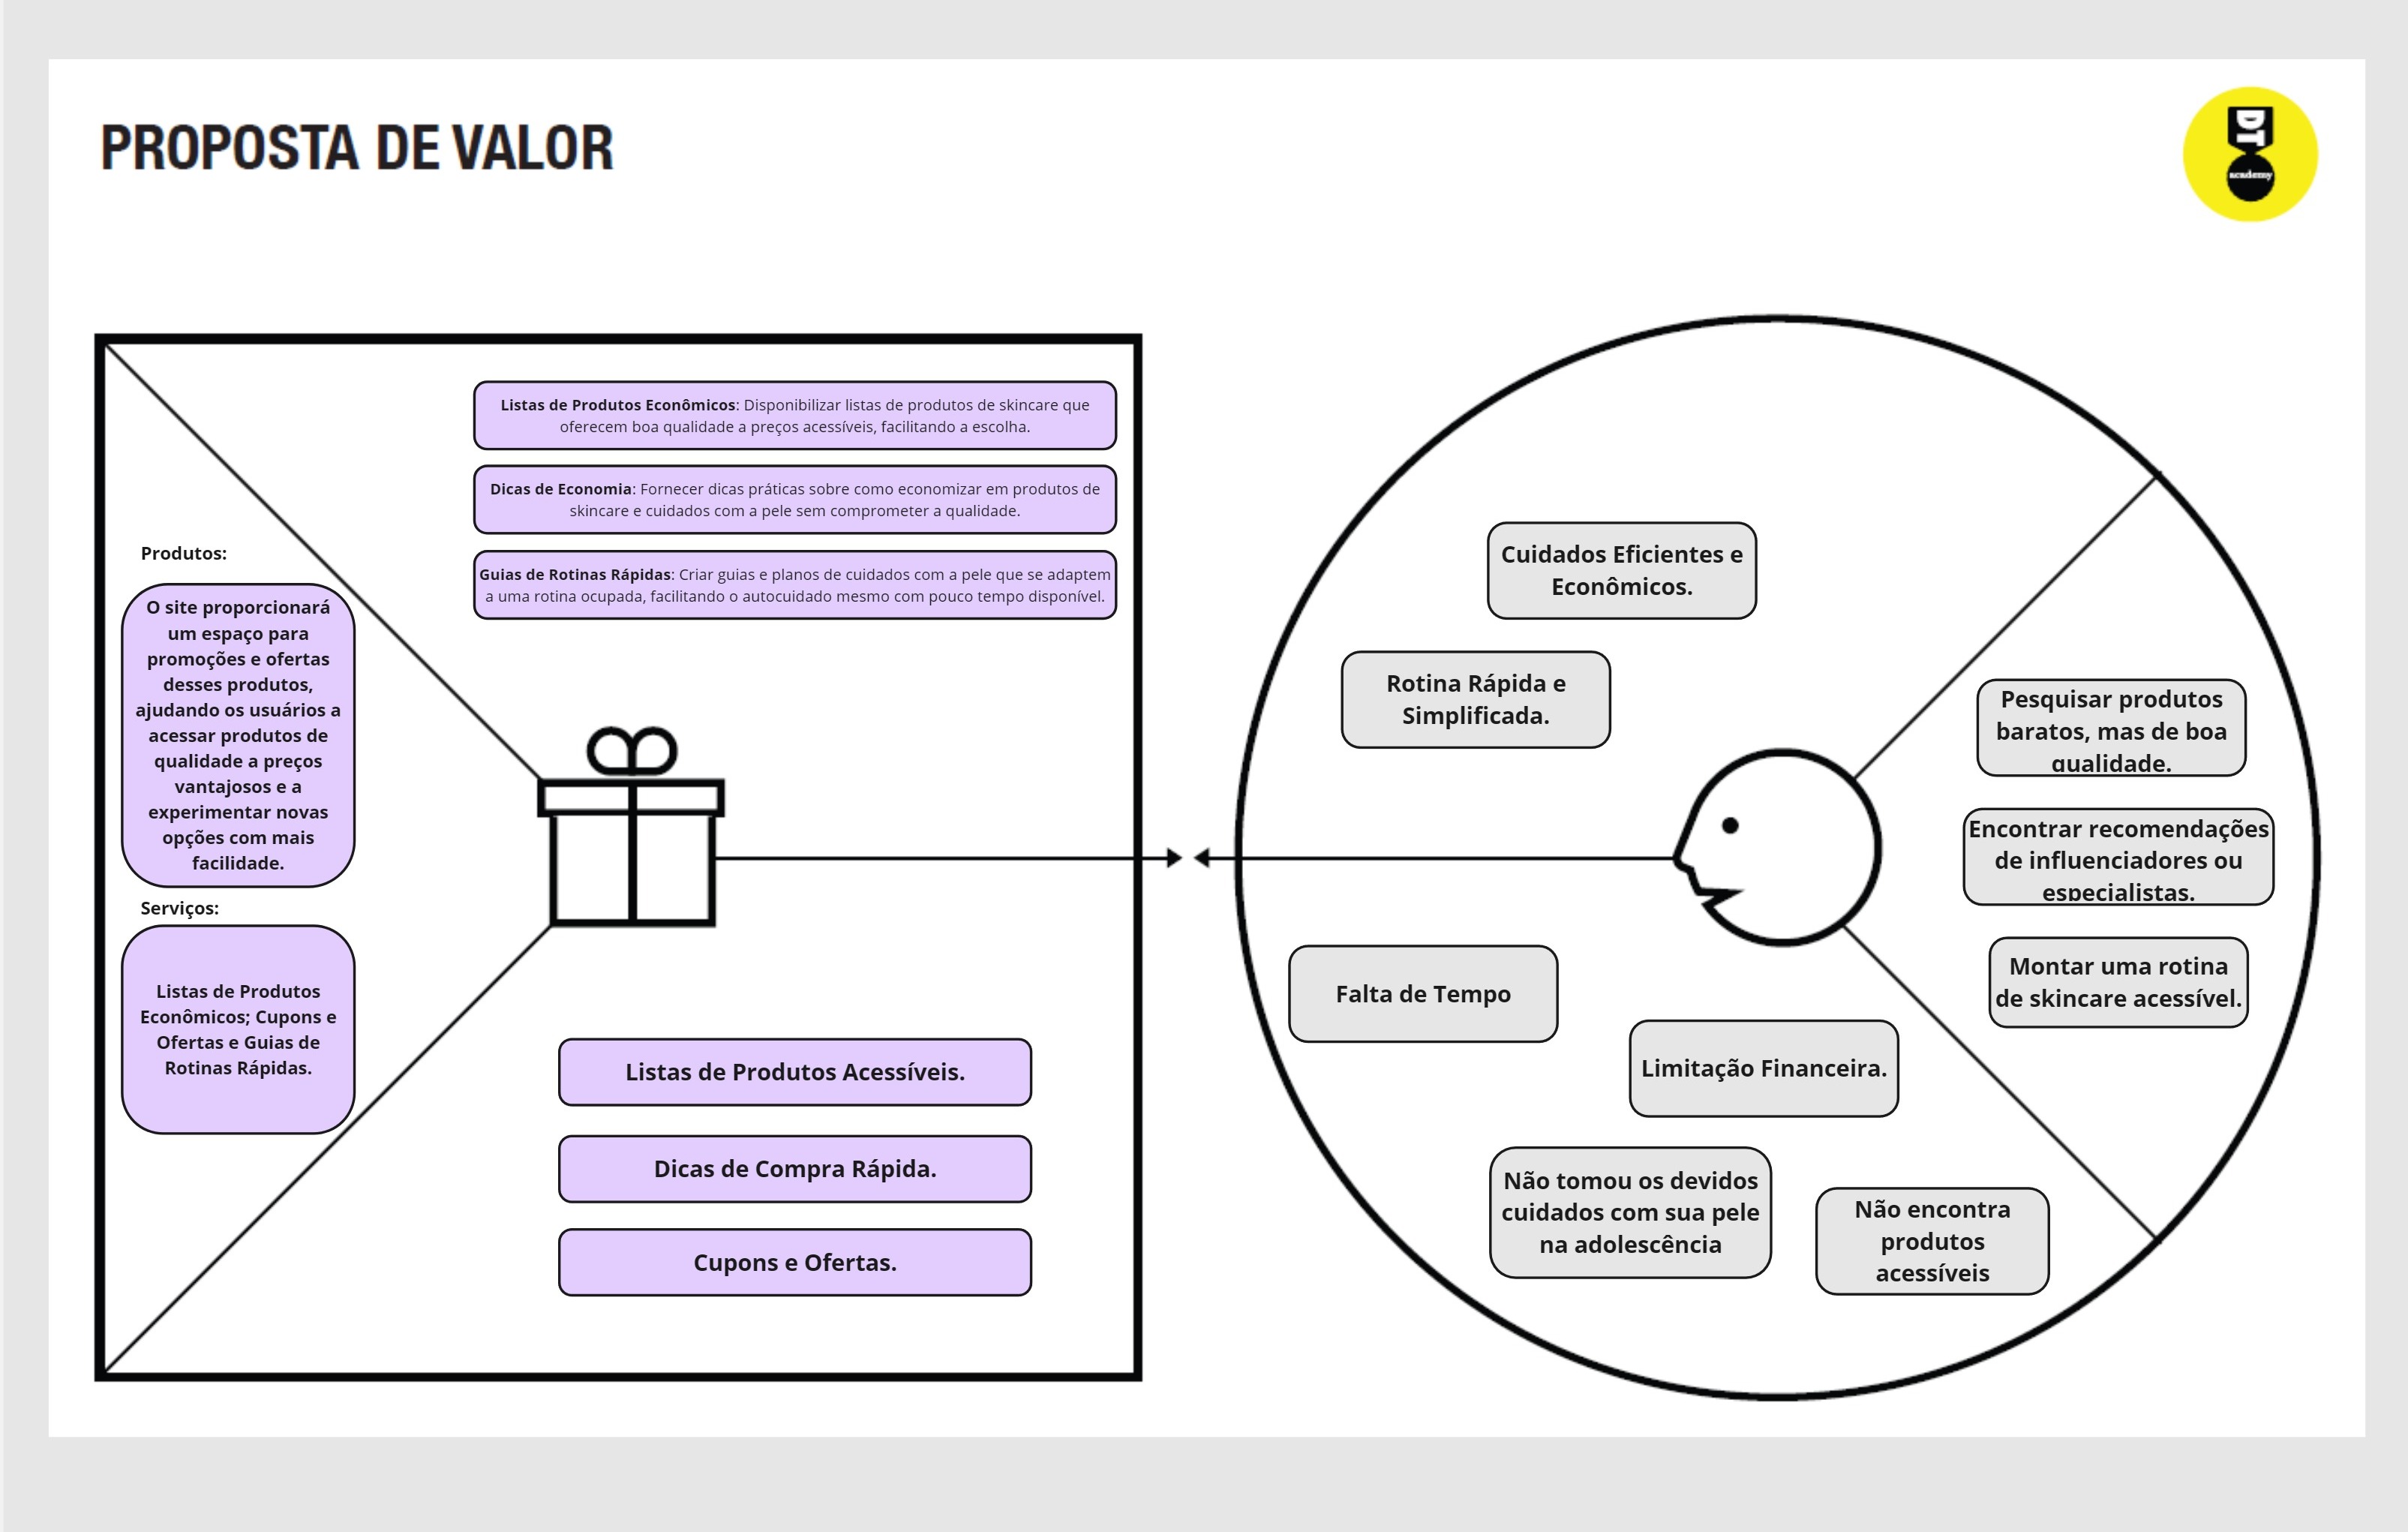 PROPOSTA DE VALOR
DT
academy
Listas de Produtos Econômicos: Disponibilizar listas de produtos de skincare que
oferecem boa qualidade a preços acessíveis, facilitando a escolha.
Dicas de Economia: Fornecer dicas práticas sobre como economizar em produtos de
skincare e cuidados com a pele sem comprometer a qualidade.
Guias de Rotinas Rápidas: Criar guias e planos de cuidados com a pele que se adaptem
a uma rotina ocupada, facilitando o autocuidado mesmo com pouco tempo disponível.
Produtos:
O site proporcionará
um espaço para
promoções e ofertas
desses produtos,
ajudando os usuários a
acessar produtos de
qualidade a preços
vantajosos e a
experimentar novas
opções com mais
facilidade.
Serviços:
Listas de Produtos
Econômicos; Cupons e
Ofertas e Guias de
Rotinas Rápidas.
Listas de Produtos Acessíveis.
Dicas de Compra Rápida.
Cupons e Ofertas.
Cuidados Eficientes e
Econômicos.
Rotina Rápida e
Simplificada.
Pesquisar produtos
baratos, mas de boa
qualidade.
Encontrar recomendações
de influenciadores ou
especialistas.
Montar uma rotina
de skincare acessível.
Falta de Tempo
Limitação Financeira.
Não tomou os devidos
cuidados com sua pele
na adolescência
Não encontra
produtos
acessíveis